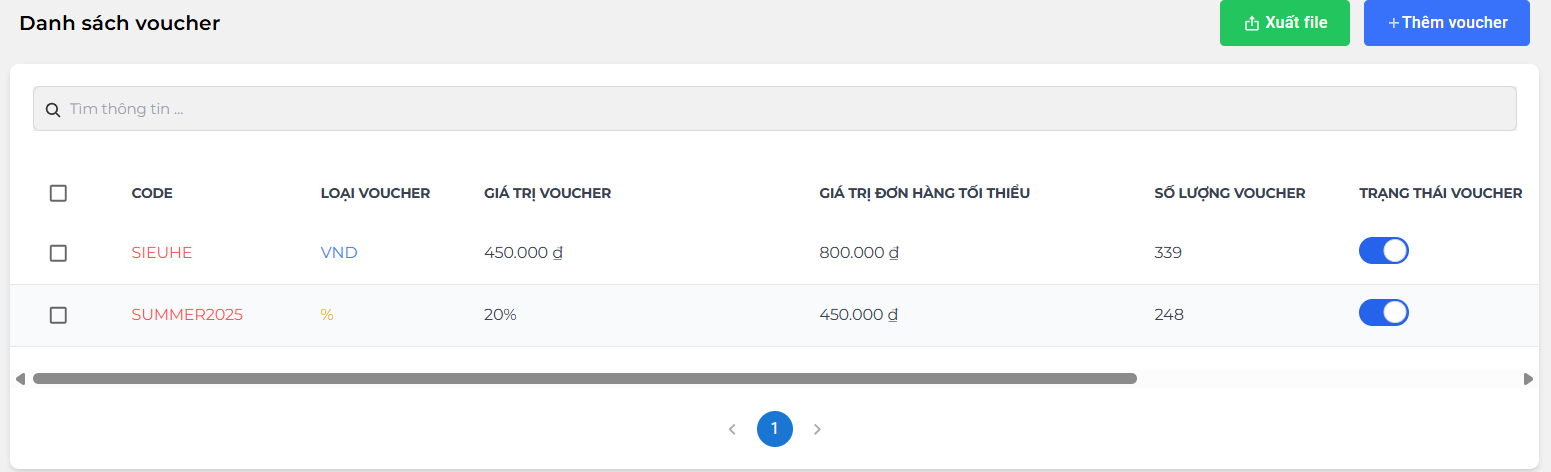 Danh sách voucher
Xuất file
+Thêm voucher
Tìm thông tin ...
CODE LOẠI VOUCHER GIÁ TRỊ VOUCHER GIÁ TRỊ ĐƠN HÀNG TỐI THIỂU SỐ LƯỢNG VOUCHER TRẠNG THÁI VOUCHER
SIEUHE VND 450.000 ₫ 800.000 ₫ 339
SUMMER2025 % 20% 450.000 ₫ 248
1